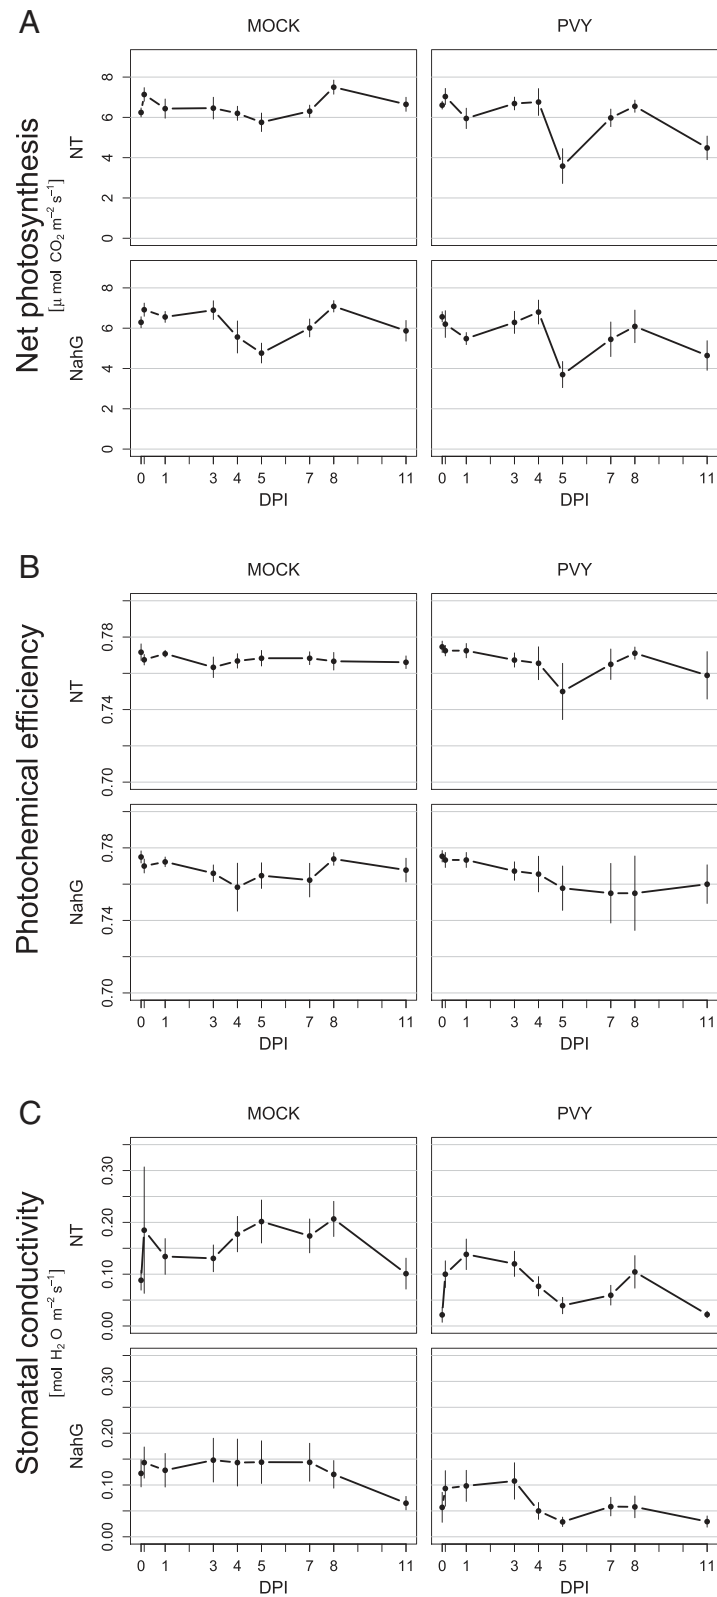 A
MOCK PVY
Net photosynthesis
[μ mol CO₂ m⁻² s⁻¹]
NT
8
6
4
2
0
NahG
8
6
4
2
0
0 1 3 4 5 7 8 11 0 1 3 4 5 7 8 11
DPI DPI
B
MOCK PVY
Photochemical efficiency
NT
0.78
0.74
0.70
NahG
0.78
0.74
0.70
0 1 3 4 5 7 8 11 0 1 3 4 5 7 8 11
DPI DPI
C
MOCK PVY
Stomatal conductivity
[mol H₂ O m⁻² s⁻¹]
NT
0.30
0.20
0.10
0.00
NahG
0.30
0.20
0.10
0.00
0 1 3 4 5 7 8 11 0 1 3 4 5 7 8 11
DPI DPI